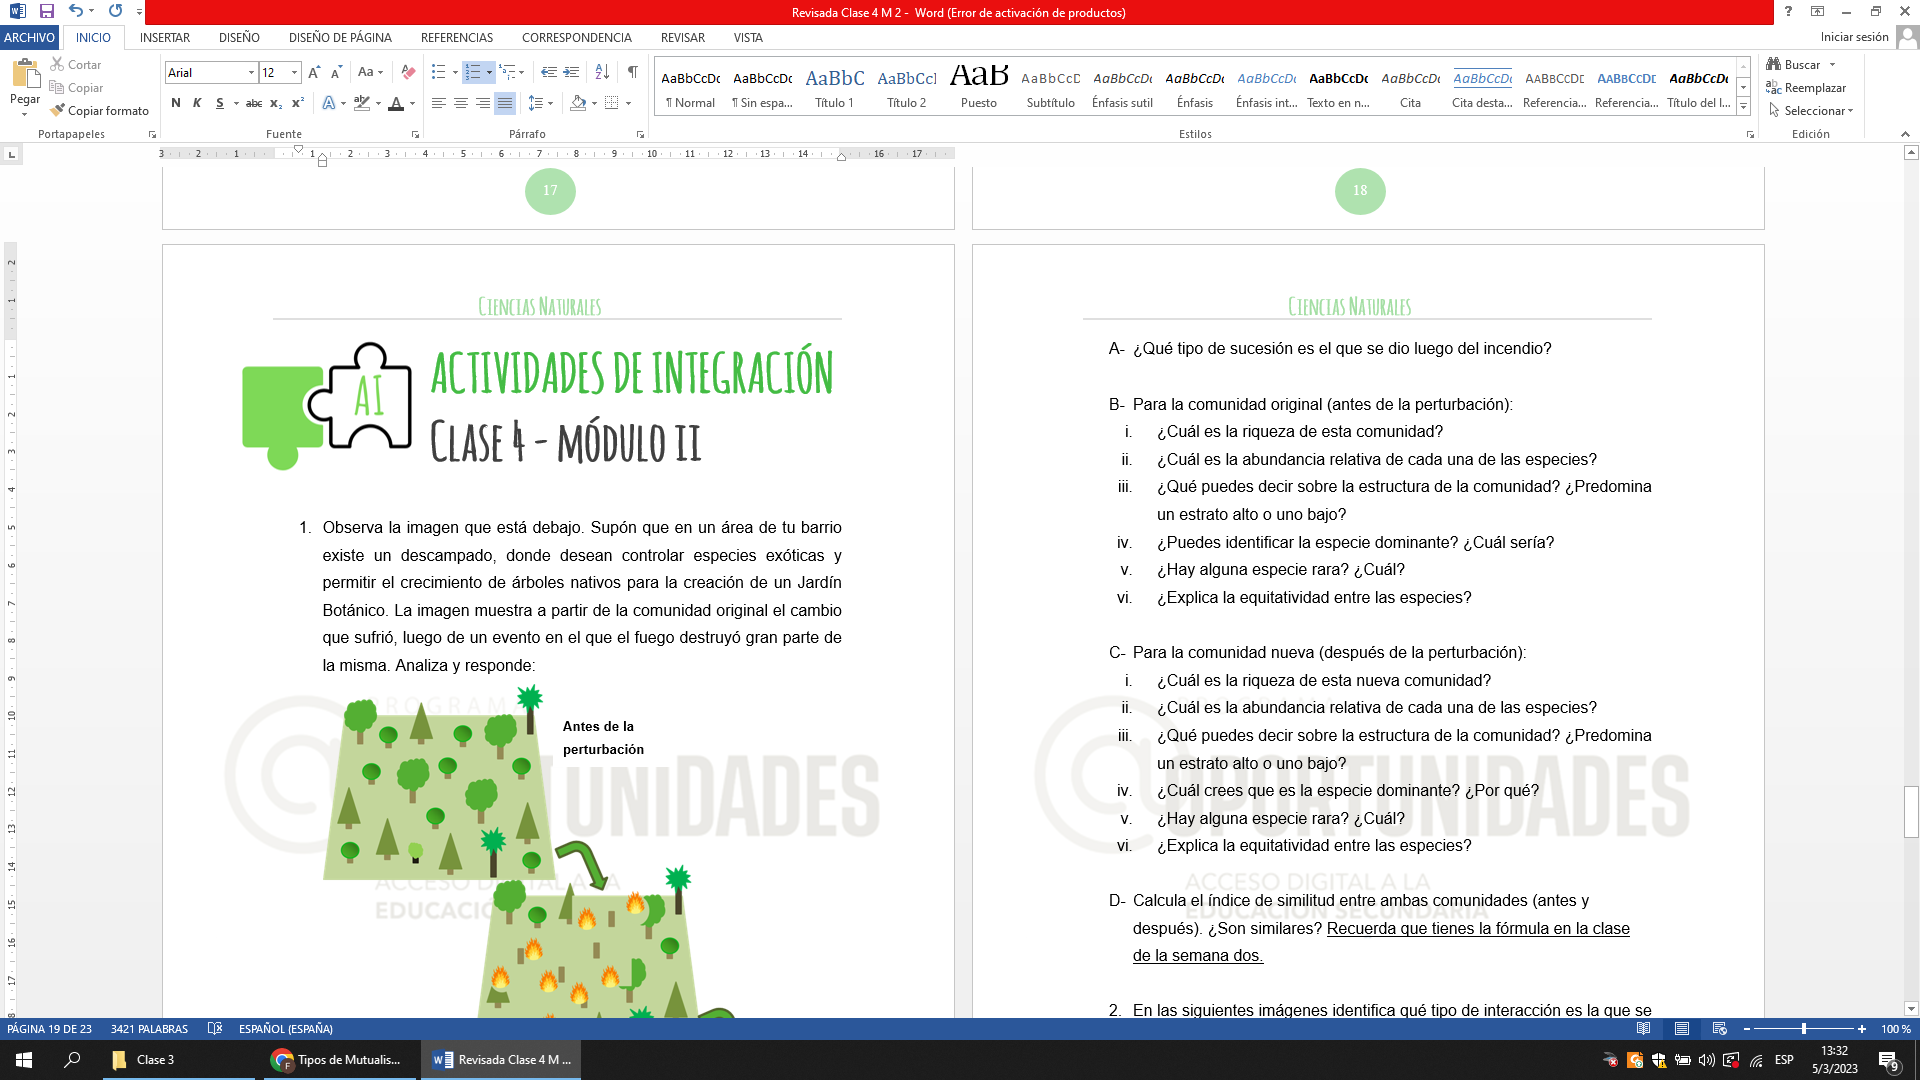 Revisada Clase 4 M 2 - Word (Error de activación de productos)
ARCHIVO INICIO INSERTAR DISEÑO DISEÑO DE PÁGINA REFERENCIAS CORRESPONDENCIA REVISAR VISTA Iniciar sesión
Pegar
Cortar
Copiar
Copiar formato
Portapapeles
Arial 12
Fuente
Párrafo
AaBbCcDc AaBbCcDc AaBbC AaBbCcI AaB AaBbCcD AaBbCcDc AaBbCcDc AaBbCcDc AaBbCcDc AaBbCcDc AaBbCcDc AaBbCcDc AaBbCcDc AaBbCcDc
¶ Normal ¶ Sin espa... Título 1 Título 2 Puesto Subtítulo Énfasis sutil Énfasis Énfasis int... Texto en n... Cita Cita desta... Referencia... Referencia... Título del l...
Estilos
Buscar
Reemplazar
Seleccionar
Edición
17
Ciencias Naturales
AI
ACTIVIDADES DE INTEGRACIÓN
Clase 4 - módulo II
1. Observa la imagen que está debajo. Supón que en un área de tu barrio
existe un descampado, donde desean controlar especies exóticas y
permitir el crecimiento de árboles nativos para la creación de un Jardín
Botánico. La imagen muestra a partir de la comunidad original el cambio
que sufrió, luego de un evento en el que el fuego destruyó gran parte de
la misma. Analiza y responde:
Antes de la
perturbación
18
Ciencias Naturales
A- ¿Qué tipo de sucesión es el que se dio luego del incendio?
B- Para la comunidad original (antes de la perturbación):
i. ¿Cuál es la riqueza de esta comunidad?
ii. ¿Cuál es la abundancia relativa de cada una de las especies?
iii. ¿Qué puedes decir sobre la estructura de la comunidad? ¿Predomina
un estrato alto o uno bajo?
iv. ¿Puedes identificar la especie dominante? ¿Cuál sería?
v. ¿Hay alguna especie rara? ¿Cuál?
vi. ¿Explica la equitatividad entre las especies?
C- Para la comunidad nueva (después de la perturbación):
i. ¿Cuál es la riqueza de esta nueva comunidad?
ii. ¿Cuál es la abundancia relativa de cada una de las especies?
iii. ¿Qué puedes decir sobre la estructura de la comunidad? ¿Predomina
un estrato alto o uno bajo?
iv. ¿Cuál crees que es la especie dominante? ¿Por qué?
v. ¿Hay alguna especie rara? ¿Cuál?
vi. ¿Explica la equitatividad entre las especies?
D- Calcula el índice de similitud entre ambas comunidades (antes y
después). ¿Son similares? Recuerda que tienes la fórmula en la clase
de la semana dos.
2. En las siguientes imágenes identifica qué tipo de interacción es la que se
@PORTUNIDADES
ACCESO DIGITAL A LA
EDUCACIÓN SECUNDARIA
PÁGINA 19 DE 23 3421 PALABRAS ESPAÑOL (ESPAÑA) 100 %
Clase 3 Tipos de Mutualis... Revisada Clase 4 M ... ESP 13:32
5/3/2023
9